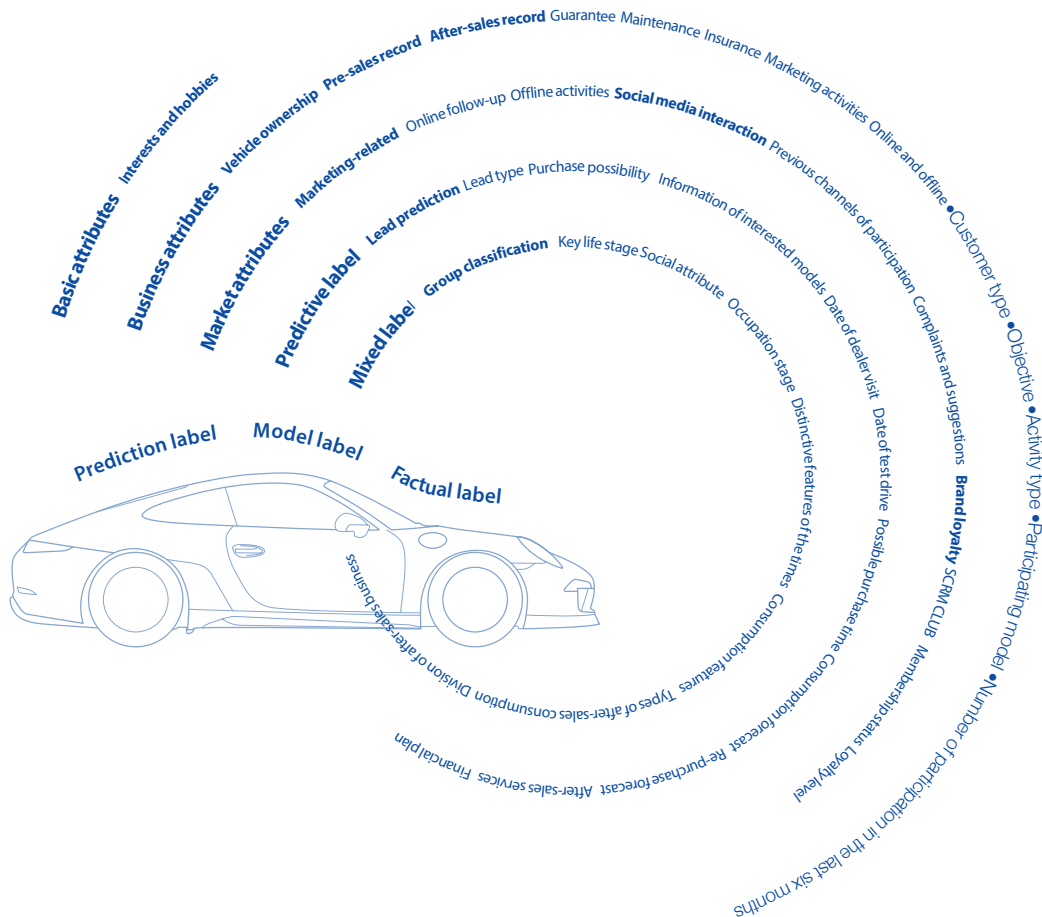 Basic attributes Interests and hobbies
Business attributes Vehicle ownership Pre-sales record After-sales record Guarantee Maintenance Insurance Marketing activities Online and offline •Customer type •Objective •Activity type •Participating model •Number of participation in the last six months
Market attributes Marketing-related Online follow-up Offline activities Social media interaction Previous channels of participation Complaints and suggestions Brand loyalty SCRM CLUB Membership status Loyalty level
Predictive label Lead prediction Lead type Purchase possibility Information of interested models Date of dealer visit Date of test drive Possible purchase time Consumption forecast Re-purchase forecast After-sales services Financial plan
Mixed label Group classification Key life stage Social attribute Occupation stage Distinctive features of the times Consumption features Types of after-sales consumption Division of after-sales business
Prediction label
Model label
Factual label